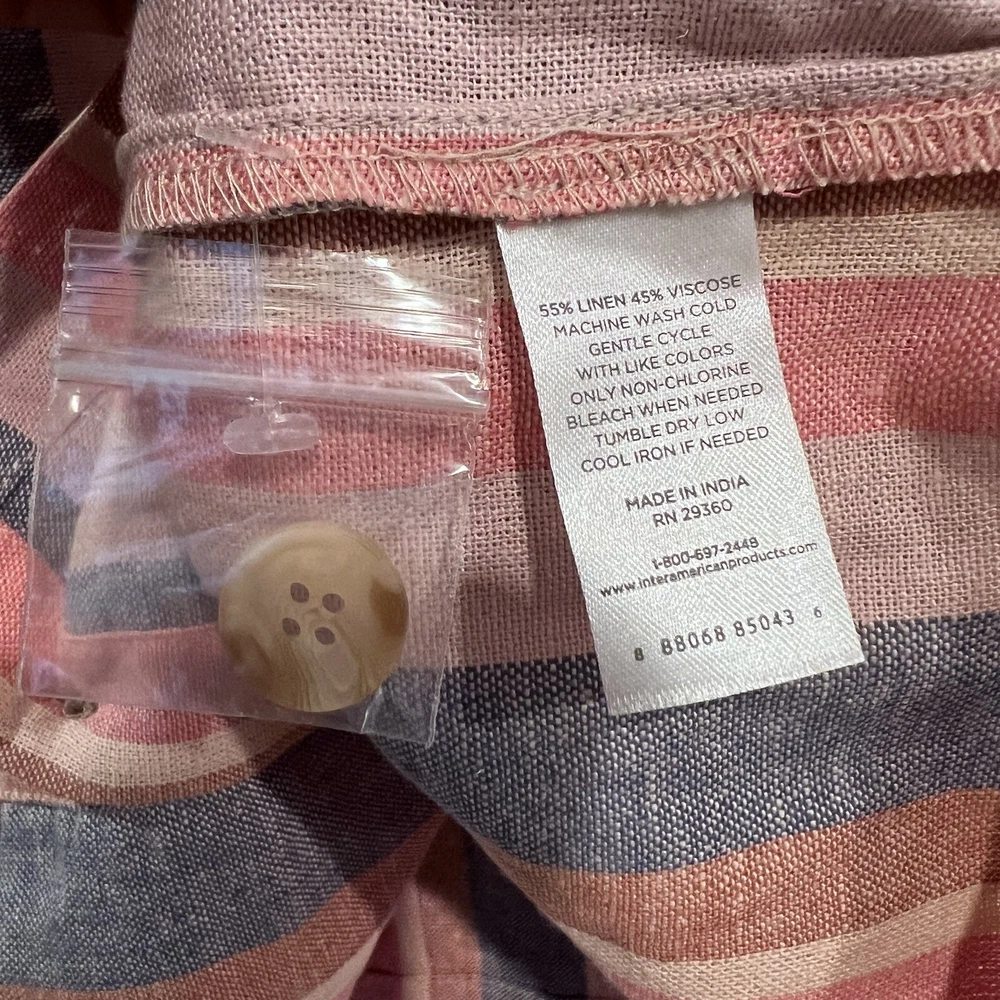 55% LINEN 45% VISCOSE
MACHINE WASH COLD
GENTLE CYCLE
WITH LIKE COLORS
ONLY NON-CHLORINE
BLEACH WHEN NEEDED
TUMBLE DRY LOW
COOL IRON IF NEEDED
MADE IN INDIA
RN 29360
1-800-697-2448
www.interamericanproducts.com
8 88068 85043 6